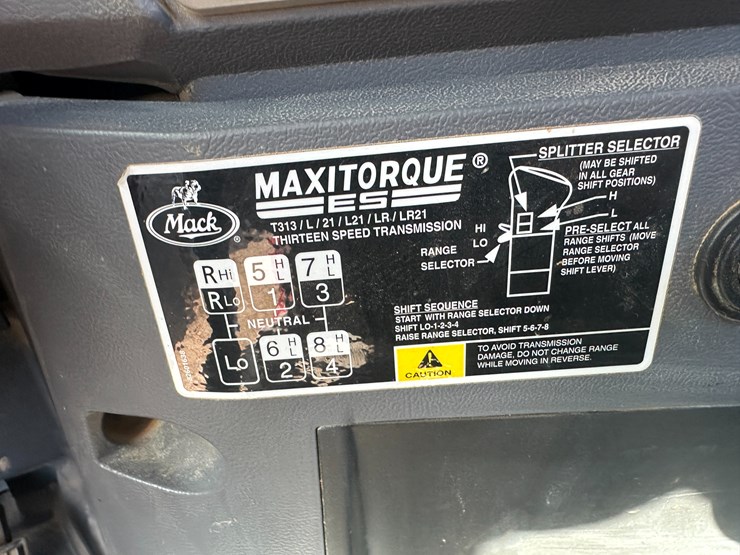 Mack
®
MAXITORQUE®
ES
T313 / L / 21 / L21 / LR / LR21
THIRTEEN SPEED TRANSMISSION
RHI 5 H L 7 H L
RLO 1 3
NEUTRAL
LO 6 H L 8 H L
2 4
SPLITTER SELECTOR
(MAY BE SHIFTED
IN ALL GEAR
SHIFT POSITIONS)
H
L
HI
LO
RANGE
SELECTOR
PRE-SELECT ALL
RANGE SHIFTS (MOVE
RANGE SELECTOR
BEFORE MOVING
SHIFT LEVER)
SHIFT SEQUENCE
START WITH RANGE SELECTOR DOWN
SHIFT LO-1-2-3-4
RAISE RANGE SELECTOR, SHIFT 5-6-7-8
CAUTION
TO AVOID TRANSMISSION
DAMAGE, DO NOT CHANGE RANGE
WHILE MOVING IN REVERSE.